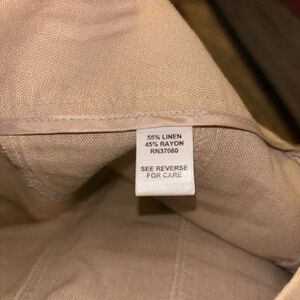 55% LINEN
45% RAYON
RN37080
SEE REVERSE
FOR CARE